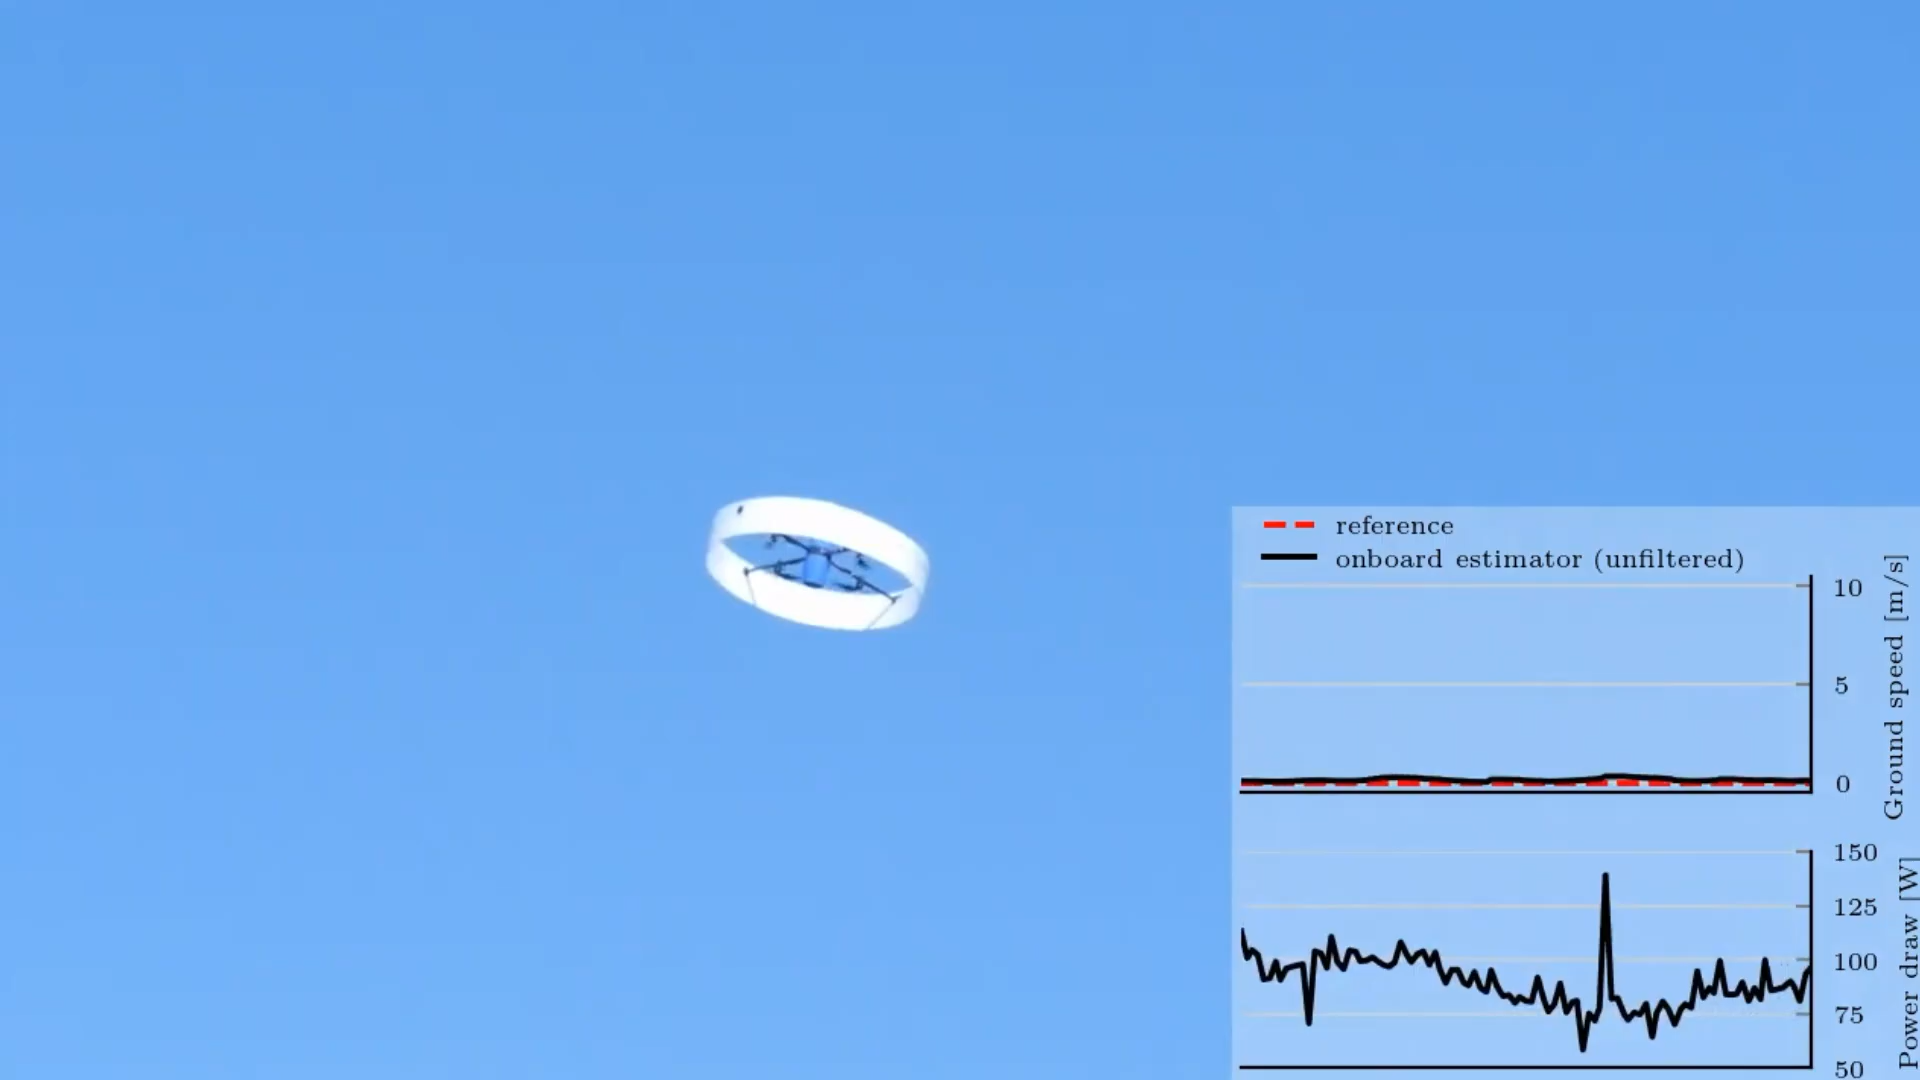 reference
onboard estimator (unfiltered)
10
5
0
Ground speed [m/s]
150
125
100
75
50
Power draw [W]